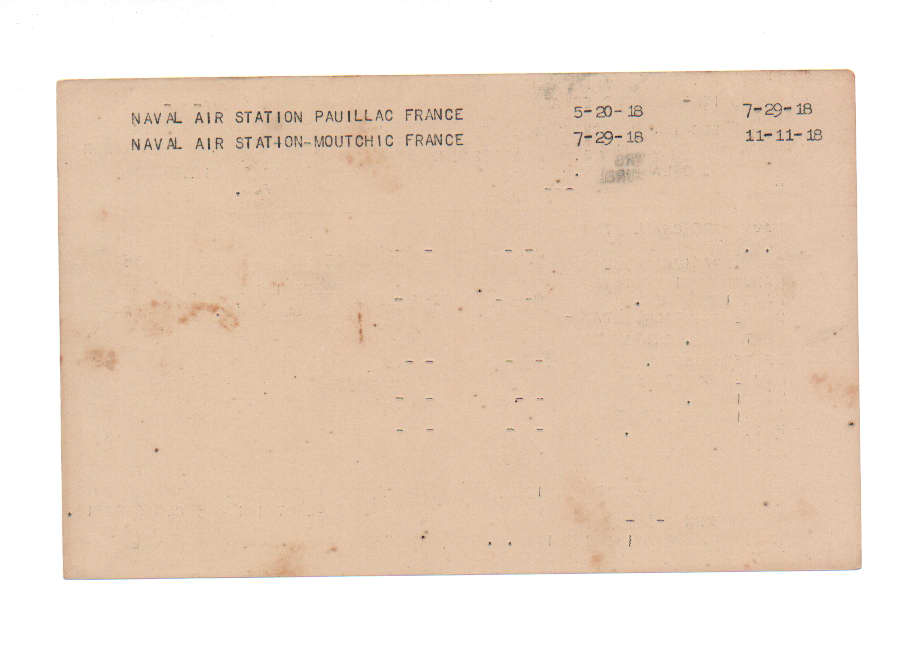 NAVAL AIR STATION PAUILLAC FRANCE 5-20-18 7-29-18
NAVAL AIR STATION-MOUTCHIC FRANCE 7-29-18 11-11-18